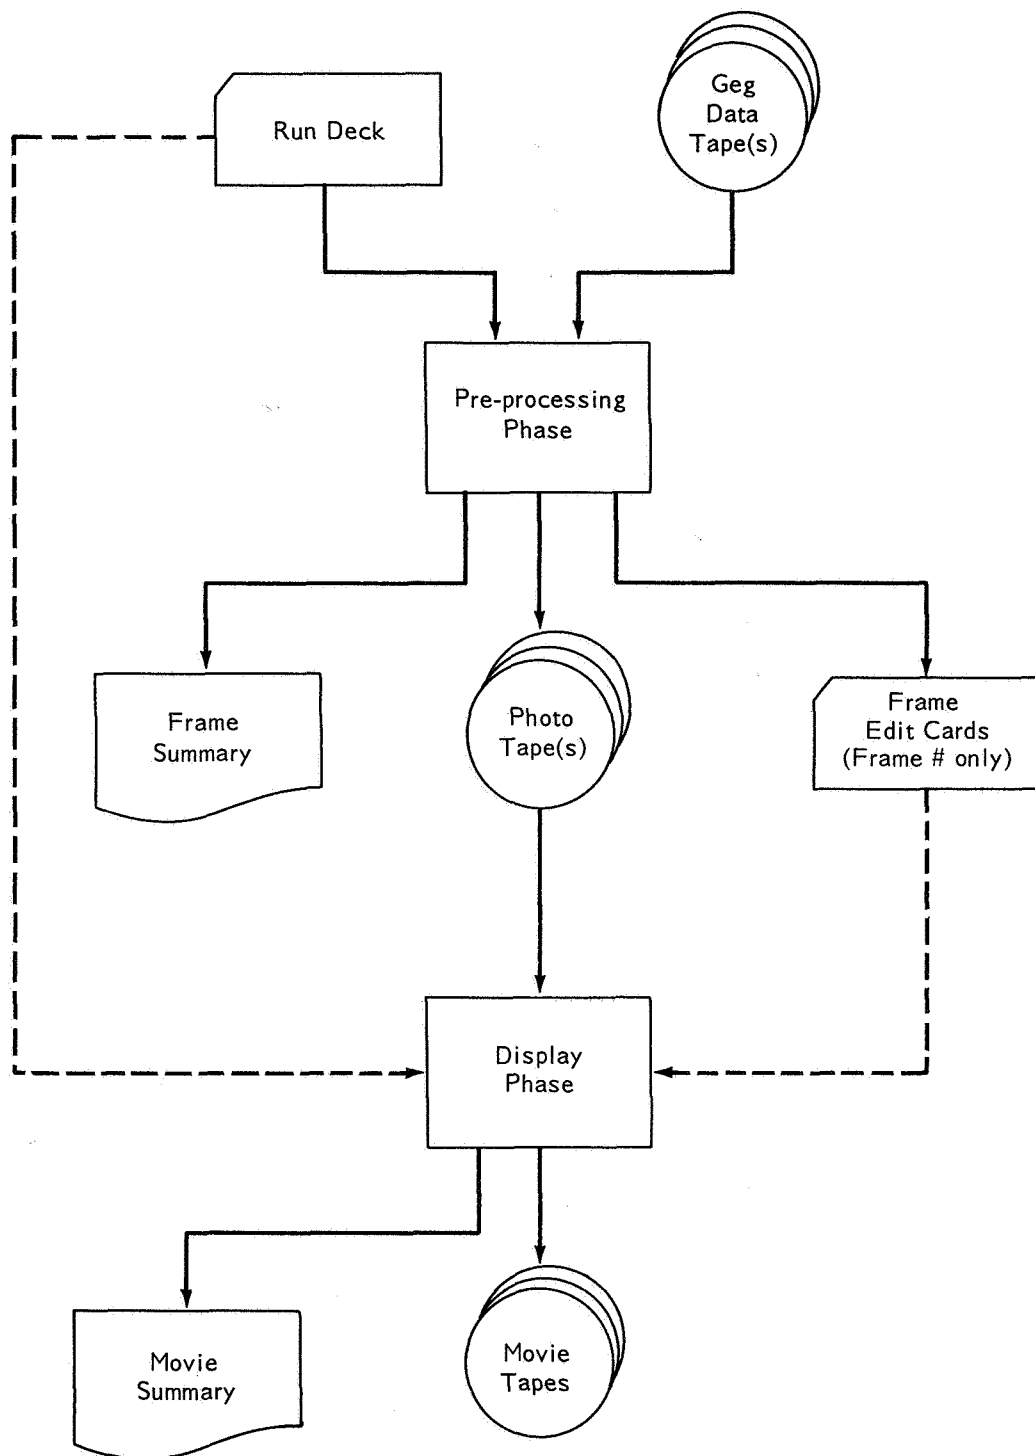 Run Deck
Geg
Data
Tape(s)
Pre-processing
Phase
Frame
Summary
Photo
Tape(s)
Frame
Edit Cards
(Frame # only)
Display
Phase
Movie
Summary
Movie
Tapes